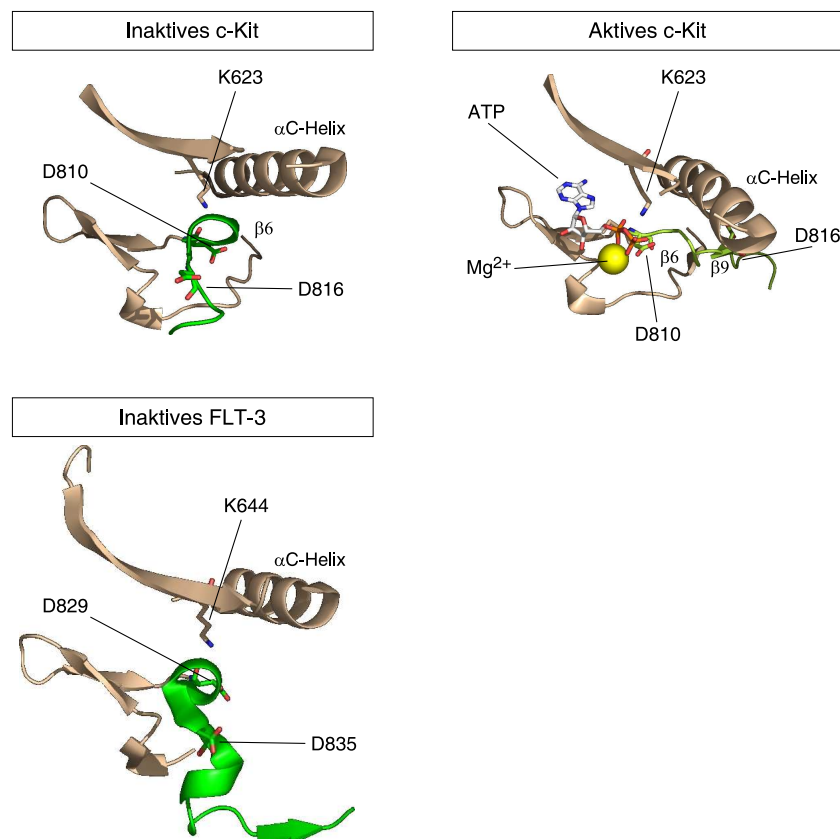 Inaktives c-Kit
K623
αC-Helix
D810
β6
D816
Aktives c-Kit
K623
ATP
αC-Helix
D816
Mg2+
β6
β9
D810
Inaktives FLT-3
K644
αC-Helix
D829
D835